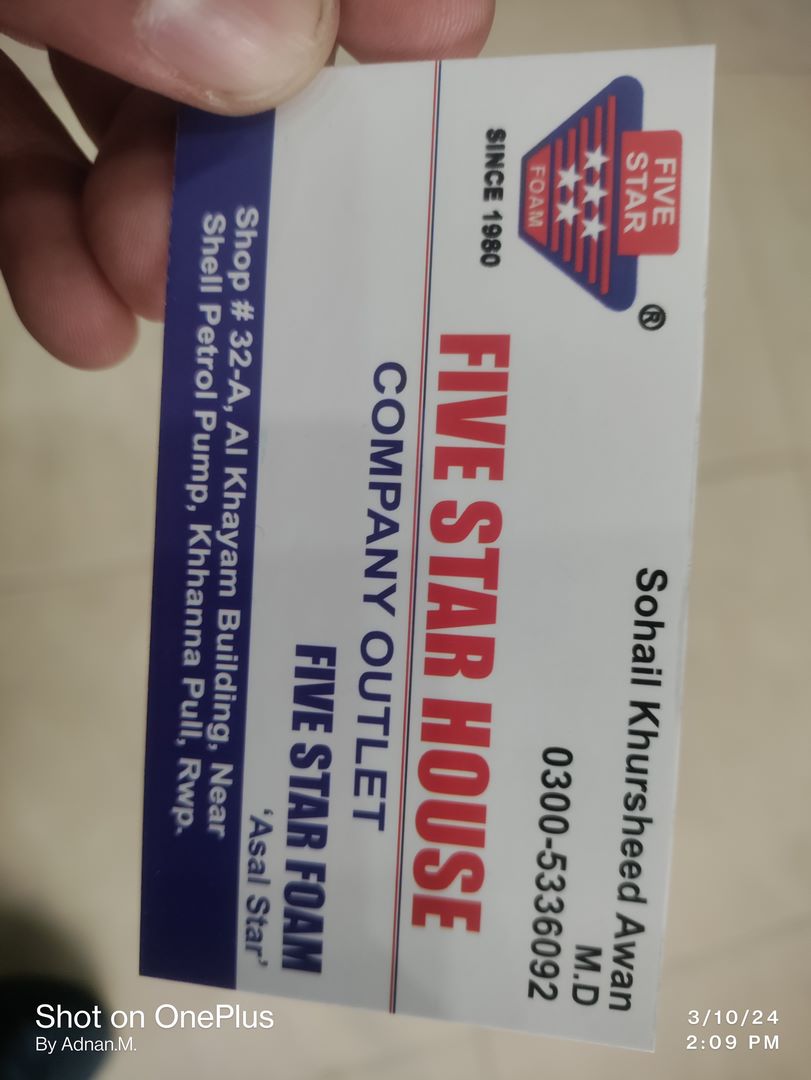 FIVE
STAR
®
FOAM
SINCE 1980
Sohail Khursheed Awan
M.D
0300-5336092
FIVE STAR HOUSE
COMPANY OUTLET
FIVE STAR FOAM
‘Asal Star’
Shop # 32-A, Al Khayam Building, Near
Shell Petrol Pump, Khhanna Pull, Rwp.
Shot on OnePlus
By Adnan.M.
3/10/24
2:09 PM